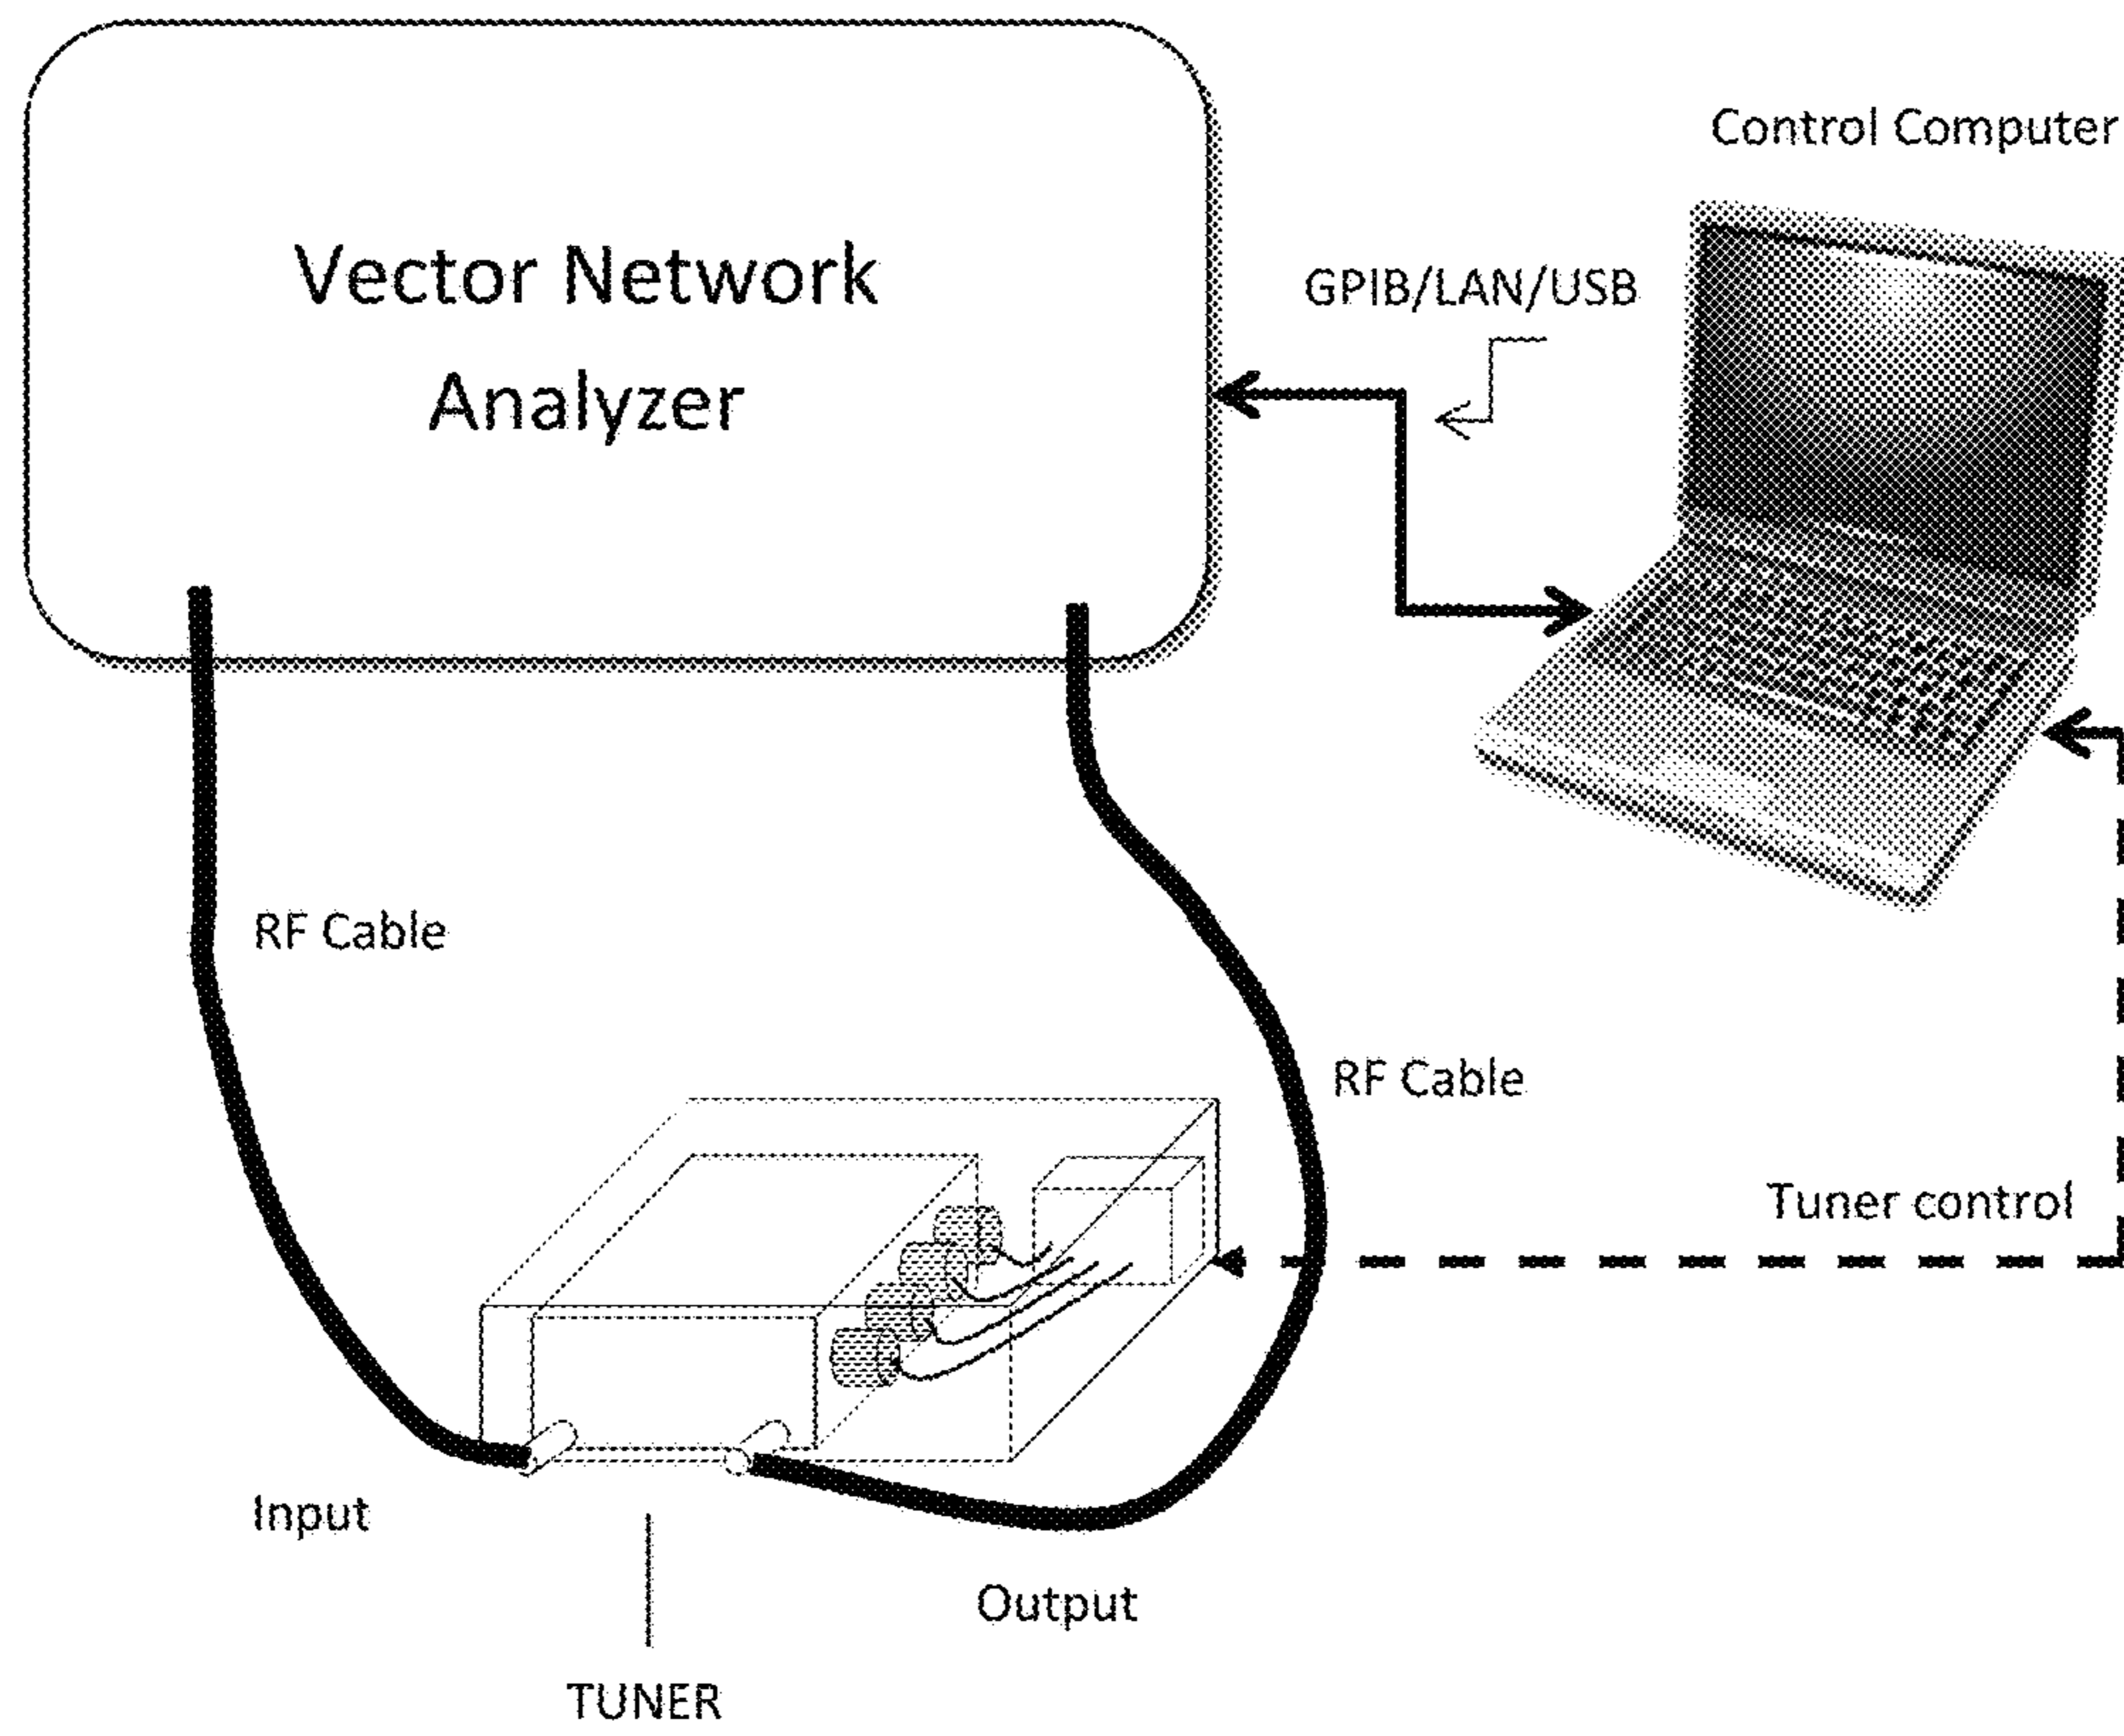 Control Computer
Vector Network
Analyzer
GPIB/LAN/USB
RF Cable
RF Cable
Tuner control
Input
Output
TUNER